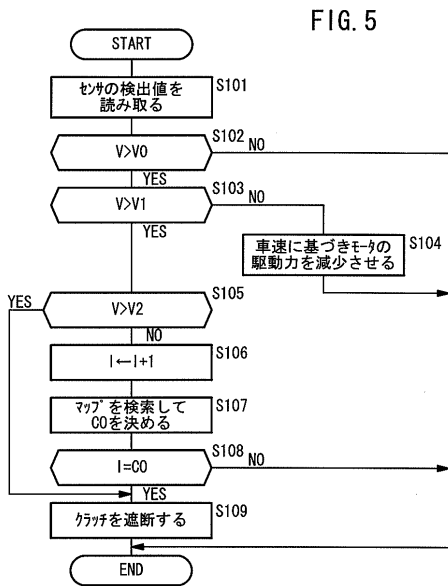 FIG. 5
START
センサの検出値を
読み取る
S101
V>V0
S102
NO
YES
V>V1
S103
NO
YES
車速に基づきモータの
駆動力を減少させる
S104
YES
V>V2
S105
NO
I←I+1
S106
マップを検索して
C0を決める
S107
I=C0
S108
NO
YES
クラッチを遮断する
S109
END